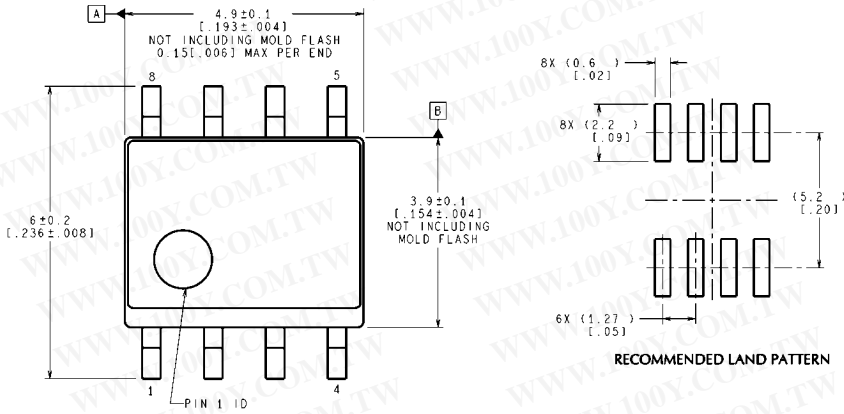 A
4.9±0.1
[.193±.004]
NOT INCLUDING MOLD FLASH
0.15[.006] MAX PER END
8
5
B
6±0.2
[.236±.008]
3.9±0.1
[.154±.004]
NOT INCLUDING
MOLD FLASH
1
4
PIN 1 ID
8X (0.6 )
[.02]
8X (2.2 )
[.09]
(5.2 )
[.20]
6X (1.27 )
[.05]
RECOMMENDED LAND PATTERN
WWW.100Y.COM.TW